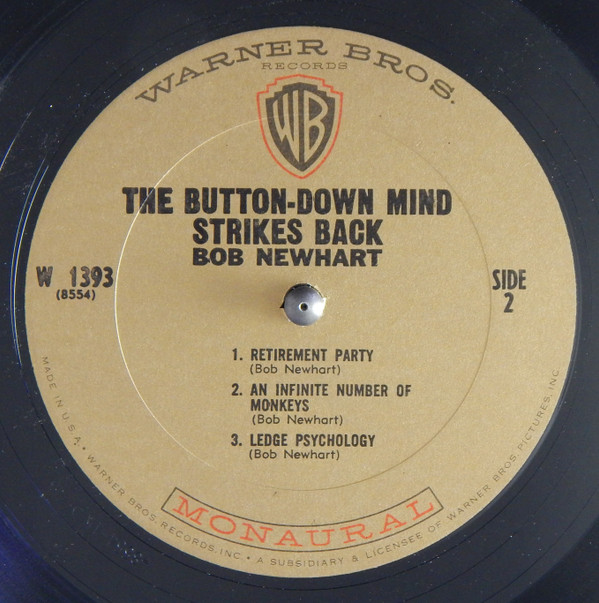 WARNER BROS.
RECORDS
WB
THE BUTTON-DOWN MIND
STRIKES BACK
BOB NEWHART
W 1393
(8554)
SIDE
2
1. RETIREMENT PARTY
(Bob Newhart)
2. AN INFINITE NUMBER OF
MONKEYS
(Bob Newhart)
3. LEDGE PSYCHOLOGY
(Bob Newhart)
MONAURAL
MADE IN U.S.A. • WARNER BROS. RECORDS, INC. • A SUBSIDIARY & LICENSEE OF WARNER BROS. PICTURES, INC.